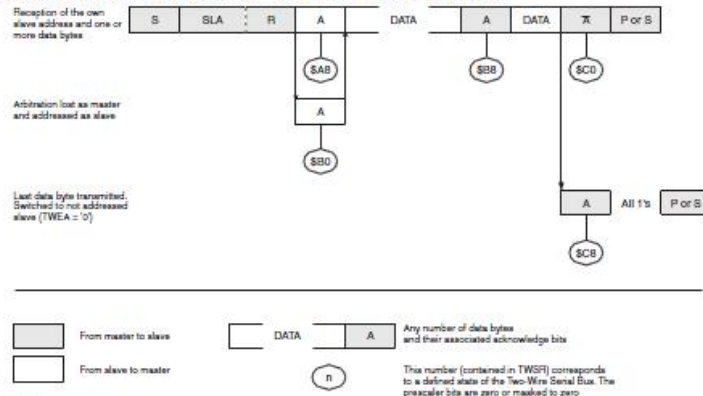 Reception of the own
slave address and one or
more data bytes
S SLA R A DATA A DATA A P or S
$A8 $B8 $C0
Arbitration lost as master
and addressed as slave
A
$B0
Last data byte transmitted.
Switched to not addressed
slave (TWEA = '0')
A All 1's P or S
$C8
From master to slave
DATA A
Any number of data bytes
and their associated acknowledge bits
From slave to master
n
This number (contained in TWSR) corresponds
to a defined state of the Two-Wire Serial Bus. The
prescaler bits are zero or masked to zero